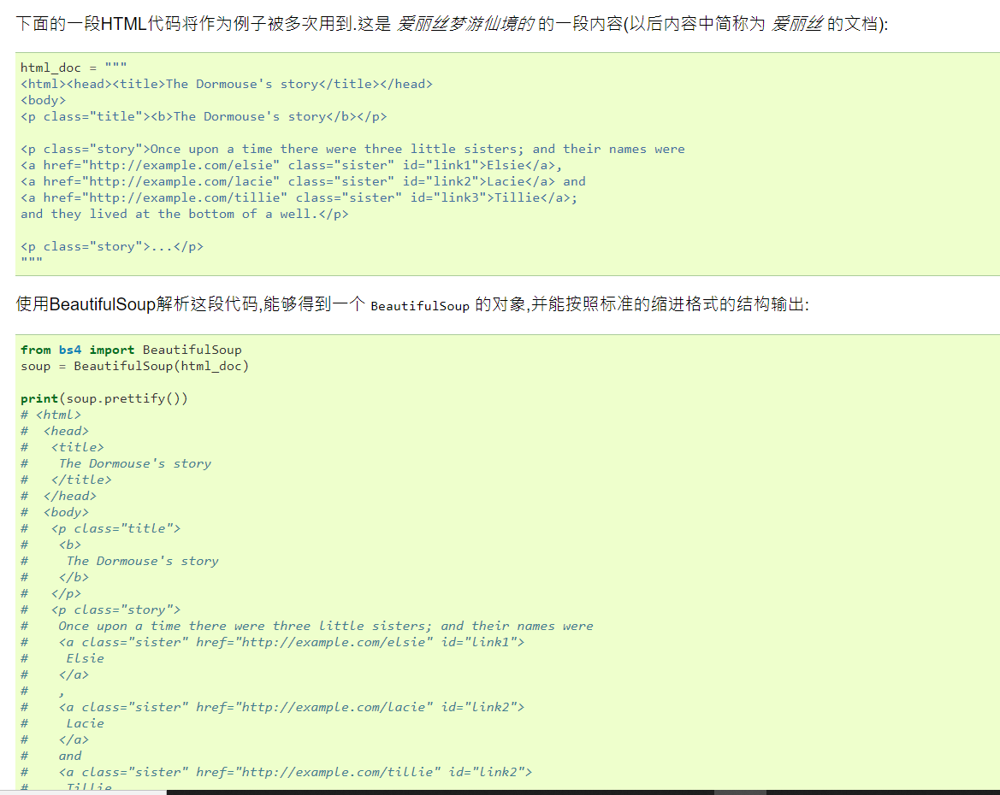 下面的一段HTML代码将作为例子被多次用到.这是 爱丽丝梦游仙境的 的一段内容(以后内容中简称为 爱丽丝 的文档):
html_doc = """
<html><head><title>The Dormouse's story</title></head>
<body>
<p class="title"><b>The Dormouse's story</b></p>
<p class="story">Once upon a time there were three little sisters; and their names were
<a href="http://example.com/elsie" class="sister" id="link1">Elsie</a>,
<a href="http://example.com/lacie" class="sister" id="link2">Lacie</a> and
<a href="http://example.com/tillie" class="sister" id="link3">Tillie</a>;
and they lived at the bottom of a well.</p>
<p class="story">...</p>
"""
使用BeautifulSoup解析这段代码,能够得到一个 BeautifulSoup 的对象,并能按照标准的缩进格式的结构输出:
from bs4 import BeautifulSoup
soup = BeautifulSoup(html_doc)
print(soup.prettify())
# <html>
#  <head>
#   <title>
#    The Dormouse's story
#   </title>
#  </head>
#  <body>
#   <p class="title">
#    <b>
#     The Dormouse's story
#    </b>
#   </p>
#   <p class="story">
#    Once upon a time there were three little sisters; and their names were
#    <a class="sister" href="http://example.com/elsie" id="link1">
#     Elsie
#    </a>
#    ,
#    <a class="sister" href="http://example.com/lacie" id="link2">
#     Lacie
#    </a>
#    and
#    <a class="sister" href="http://example.com/tillie" id="link2">
#     Tillie